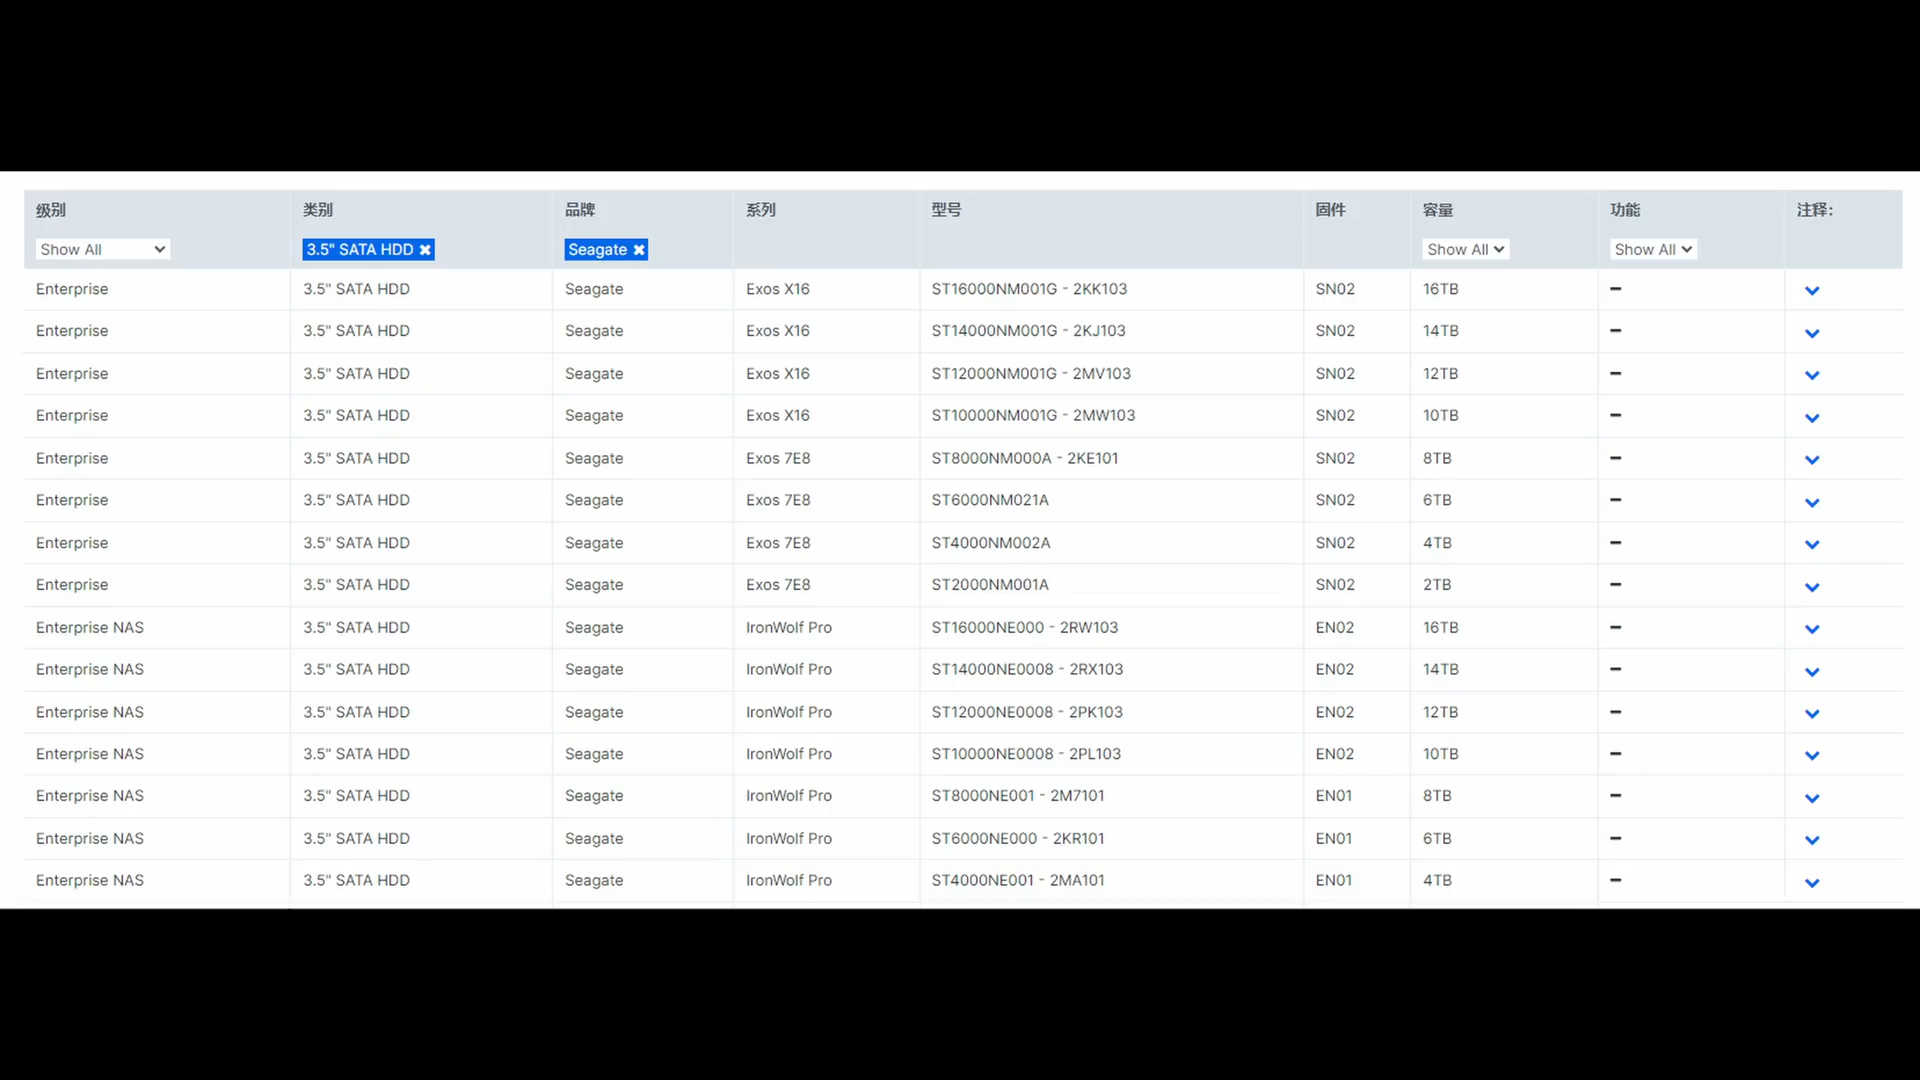 级别 类别 品牌 系列 型号 固件 容量 功能 注释:
Show All 3.5" SATA HDD Seagate Show All Show All
Enterprise 3.5" SATA HDD Seagate Exos X16 ST16000NM001G - 2KK103 SN02 16TB –
Enterprise 3.5" SATA HDD Seagate Exos X16 ST14000NM001G - 2KJ103 SN02 14TB –
Enterprise 3.5" SATA HDD Seagate Exos X16 ST12000NM001G - 2MV103 SN02 12TB –
Enterprise 3.5" SATA HDD Seagate Exos X16 ST10000NM001G - 2MW103 SN02 10TB –
Enterprise 3.5" SATA HDD Seagate Exos 7E8 ST8000NM000A - 2KE101 SN02 8TB –
Enterprise 3.5" SATA HDD Seagate Exos 7E8 ST6000NM021A SN02 6TB –
Enterprise 3.5" SATA HDD Seagate Exos 7E8 ST4000NM002A SN02 4TB –
Enterprise 3.5" SATA HDD Seagate Exos 7E8 ST2000NM001A SN02 2TB –
Enterprise NAS 3.5" SATA HDD Seagate IronWolf Pro ST16000NE000 - 2RW103 EN02 16TB –
Enterprise NAS 3.5" SATA HDD Seagate IronWolf Pro ST14000NE0008 - 2RX103 EN02 14TB –
Enterprise NAS 3.5" SATA HDD Seagate IronWolf Pro ST12000NE0008 - 2PK103 EN02 12TB –
Enterprise NAS 3.5" SATA HDD Seagate IronWolf Pro ST10000NE0008 - 2PL103 EN02 10TB –
Enterprise NAS 3.5" SATA HDD Seagate IronWolf Pro ST8000NE001 - 2M7101 EN01 8TB –
Enterprise NAS 3.5" SATA HDD Seagate IronWolf Pro ST6000NE000 - 2KR101 EN01 6TB –
Enterprise NAS 3.5" SATA HDD Seagate IronWolf Pro ST4000NE001 - 2MA101 EN01 4TB –